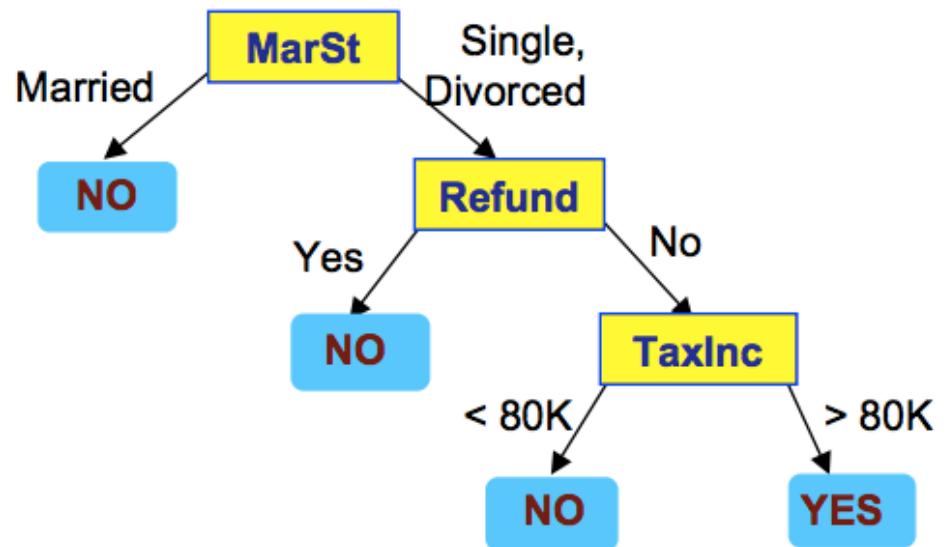 MarSt
Single,
Married
Divorced
NO
Refund
Yes
No
NO
TaxInc
< 80K
> 80K
NO
YES